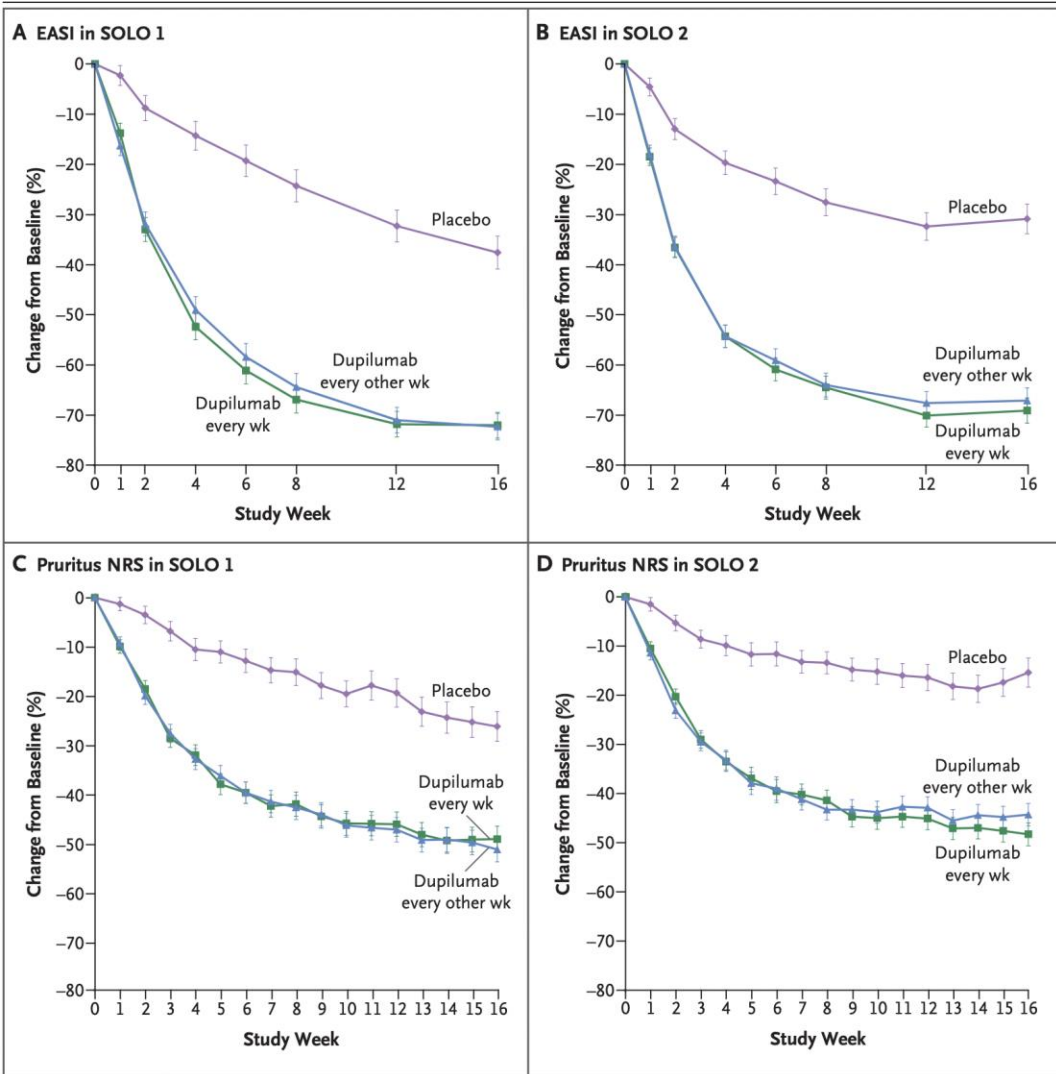 A EASI in SOLO 1
0
−10
−20
−30
−40
−50
−60
−70
−80
Change from Baseline (%)
Placebo
Dupilumab
every other wk
Dupilumab
every wk
0 1 2 4 6 8 12 16
Study Week
B EASI in SOLO 2
0
−10
−20
−30
−40
−50
−60
−70
−80
Change from Baseline (%)
Placebo
Dupilumab
every other wk
Dupilumab
every wk
0 1 2 4 6 8 12 16
Study Week
C Pruritus NRS in SOLO 1
0
−10
−20
−30
−40
−50
−60
−70
−80
Change from Baseline (%)
Placebo
Dupilumab
every wk
Dupilumab
every other wk
0 1 2 3 4 5 6 7 8 9 10 11 12 13 14 15 16
Study Week
D Pruritus NRS in SOLO 2
0
−10
−20
−30
−40
−50
−60
−70
−80
Change from Baseline (%)
Placebo
Dupilumab
every other wk
Dupilumab
every wk
0 1 2 3 4 5 6 7 8 9 10 11 12 13 14 15 16
Study Week